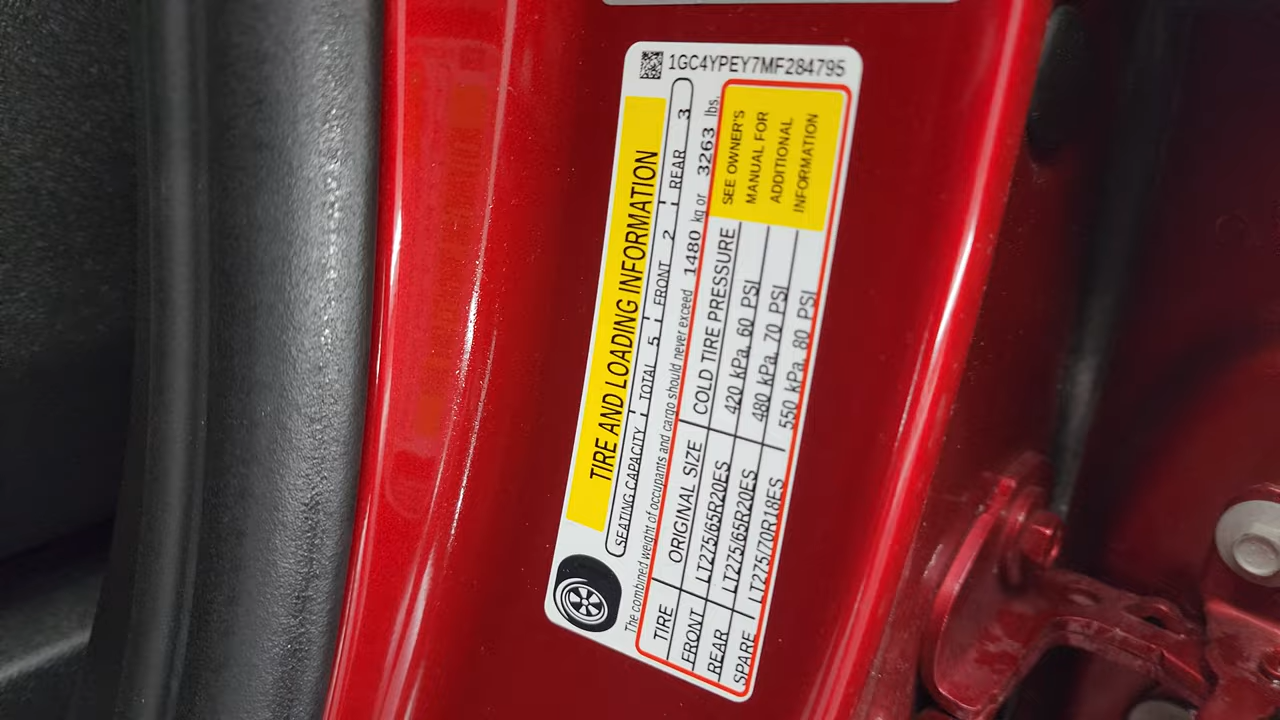 1GC4YPEY7MF284795
TIRE AND LOADING INFORMATION
SEATING CAPACITY TOTAL 5 FRONT 2 REAR 3
The combined weight of occupants and cargo should never exceed 1480 kg or 3263 lbs.
TIRE ORIGINAL SIZE COLD TIRE PRESSURE
FRONT LT275/65R20ES 420 kPa, 60 PSI
REAR LT275/65R20ES 480 kPa, 70 PSI
SPARE LT275/70R18ES 550 kPa, 80 PSI
SEE OWNER'S
MANUAL FOR
ADDITIONAL
INFORMATION